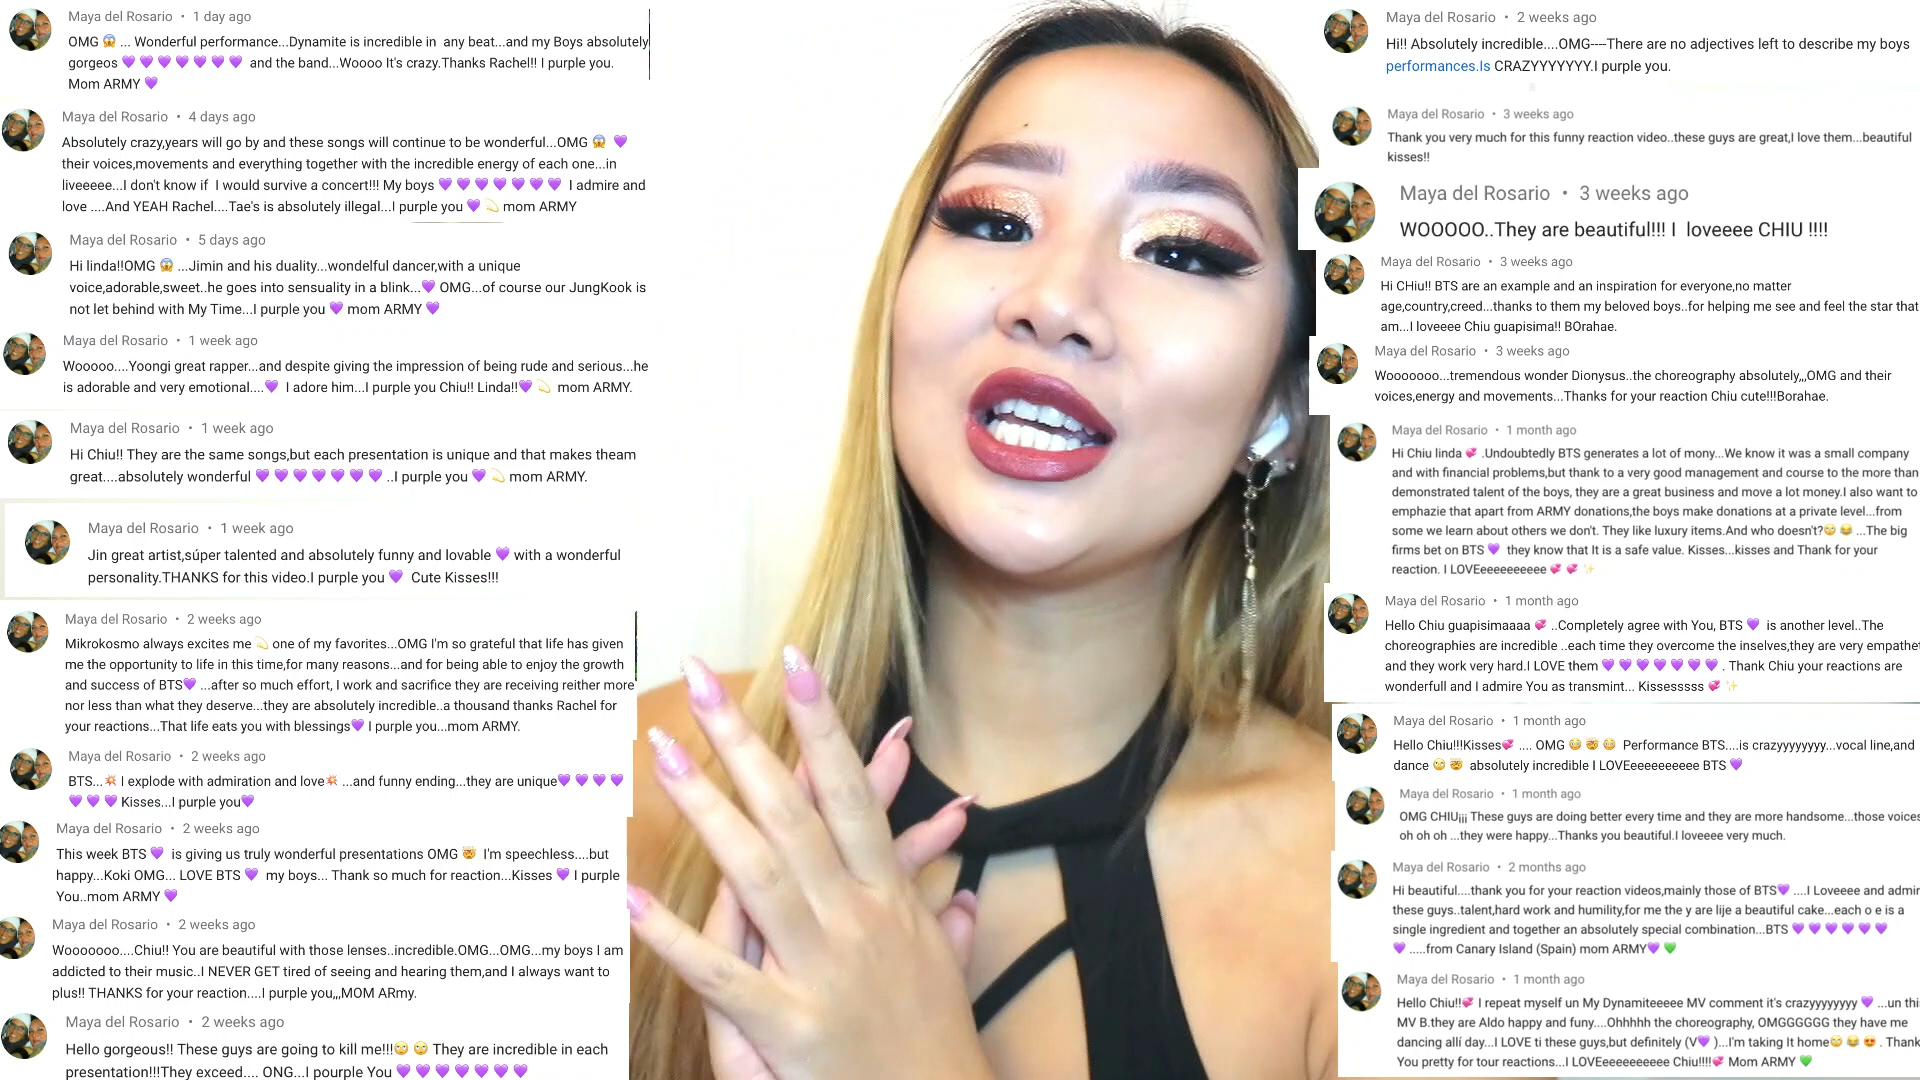 Maya del Rosario • 1 day ago
OMG 😱 ... Wonderful performance...Dynamite is incredible in any beat...and my Boys absolutely
gorgeos 💜 💜 💜 💜 💜 💜 💜 and the band...Woooo It's crazy.Thanks Rachel!! I purple you.
Mom ARMY 💜
Maya del Rosario • 4 days ago
Absolutely crazy,years will go by and these songs will continue to be wonderful...OMG 😱 💜
their voices,movements and everything together with the incredible energy of each one...in
liveeeee...I don't know if I would survive a concert!!! My boys 💜 💜 💜 💜 💜 💜 💜 I admire and
love ....And YEAH Rachel....Tae's is absolutely illegal...I purple you 💜 💫 mom ARMY
Maya del Rosario • 5 days ago
Hi linda!!OMG 😱 ...Jimin and his duality...wondelful dancer,with a unique
voice,adorable,sweet..he goes into sensuality in a blink...💜 OMG...of course our JungKook is
not let behind with My Time...I purple you 💜 mom ARMY 💜
Maya del Rosario • 1 week ago
Wooooo....Yoongi great rapper...and despite giving the impression of being rude and serious...he
is adorable and very emotional....💜 I adore him...I purple you Chiu!! Linda!!💜 💫 mom ARMY.
Maya del Rosario • 1 week ago
Hi Chiu!! They are the same songs,but each presentation is unique and that makes theam
great....absolutely wonderful 💜 💜 💜 💜 💜 💜 💜 ..I purple you 💜 💫 mom ARMY.
Maya del Rosario • 1 week ago
Jin great artist,súper talented and absolutely funny and lovable 💜 with a wonderful
personality.THANKS for this video.I purple you 💜 Cute Kisses!!!
Maya del Rosario • 2 weeks ago
Mikrokosmo always excites me 💫 one of my favorites...OMG I'm so grateful that life has given
me the opportunity to life in this time,for many reasons...and for being able to enjoy the growth
and success of BTS💜 ...after so much effort, I work and sacrifice they are receiving reither more
nor less than what they deserve...they are absolutely incredible..a thousand thanks Rachel for
your reactions...That life eats you with blessings💜 I purple you...mom ARMY.
Maya del Rosario • 2 weeks ago
BTS...💥 I explode with admiration and love💥 ...and funny ending...they are unique💜 💜 💜 💜
💜 💜 💜 Kisses...I purple you💜
Maya del Rosario • 2 weeks ago
This week BTS 💜 is giving us truly wonderful presentations OMG 🤯 I'm speechless....but
happy...Koki OMG... LOVE BTS 💜 my boys... Thank so much for reaction...Kisses 💜 I purple
You..mom ARMY 💜
Maya del Rosario • 2 weeks ago
Wooooooo....Chiu!! You are beautiful with those lenses..incredible.OMG...OMG...my boys I am
addicted to their music..I NEVER GET tired of seeing and hearing them,and I always want to
plus!! THANKS for your reaction....I purple you,,,MOM ARmy.
Maya del Rosario • 2 weeks ago
Hello gorgeous!! These guys are going to kill me!!!🙄 🙄 They are incredible in each
presentation!!!They exceed.... ONG...I pourple You 💜 💜 💜 💜 💜 💜 💜
Maya del Rosario • 2 weeks ago
Hi!! Absolutely incredible....OMG----There are no adjectives left to describe my boys
performances.Is CRAZYYYYYYY.I purple you.
Maya del Rosario • 3 weeks ago
Thank you very much for this funny reaction video..these guys are great,I love them...beautiful
kisses!!
Maya del Rosario • 3 weeks ago
WOOOOO..They are beautiful!!! I loveeee CHIU !!!!
Maya del Rosario • 3 weeks ago
Hi CHiu!! BTS are an example and an inspiration for everyone,no matter
age,country,creed...thanks to them my beloved boys..for helping me see and feel the star that
am...I loveeee Chiu guapisima!! BOrahae.
Maya del Rosario • 3 weeks ago
Wooooooo...tremendous wonder Dionysus..the choreography absolutely,,,OMG and their
voices,energy and movements...Thanks for your reaction Chiu cute!!!Borahae.
Maya del Rosario • 1 month ago
Hi Chiu linda 💞 .Undoubtedly BTS generates a lot of mony...We know it was a small company
and with financial problems,but thank to a very good management and course to the more than
demonstrated talent of the boys, they are a great business and move a lot money.I also want to
emphazie that apart from ARMY donations,the boys make donations at a private level...from
some we learn about others we don't. They like luxury items.And who doesn't?🙄 😂 ...The big
firms bet on BTS 💜 they know that It is a safe value. Kisses...kisses and Thank for your
reaction. I LOVEeeeeeeeeee 💞 💞 ✨
Maya del Rosario • 1 month ago
Hello Chiu guapisimaaaa 💞 ..Completely agree with You, BTS 💜 is another level..The
choreographies are incredible ..each time they overcome the inselves,they are very empathet
and they work very hard.I LOVE them 💜 💜 💜 💜 💜 💜 💜 . Thank Chiu your reactions are
wonderfull and I admire You as transmint... Kissesssss 💞 ✨
Maya del Rosario • 1 month ago
Hello Chiu!!!Kisses💞 .... OMG 😳 🤯 😳 Performance BTS....is crazyyyyyyyy...vocal line,and
dance 🙄 🤯 absolutely incredible I LOVEeeeeeeeeee BTS 💜
Maya del Rosario • 1 month ago
OMG CHIU¡¡¡ These guys are doing better every time and they are more handsome...those voices
oh oh oh ...they were happy...Thanks you beautiful.I loveeee very much.
Maya del Rosario • 2 months ago
Hi beautiful....thank you for your reaction videos,mainly those of BTS💜 ....I Loveeee and admir
these guys..talent,hard work and humility,for me the y are lije a beautiful cake...each o e is a
single ingredient and together an absolutely special combination...BTS 💜 💜 💜 💜 💜 💜
💜 .....from Canary Island (Spain) mom ARMY💜 💚
Maya del Rosario • 1 month ago
Hello Chiu!!💞 I repeat myself un My Dynamiteeeee MV comment it's crazyyyyyyy 💜 ...un this
MV B.they are Aldo happy and funy....Ohhhhh the choreography, OMGGGGGG they have me
dancing allí day...I LOVE ti these guys,but definitely (V💜 )...I'm taking It home🙄 😂 😍 . Thank
You pretty for tour reactions...I LOVEeeeeeeeeee Chiu!!!!💞 Mom ARMY 💚